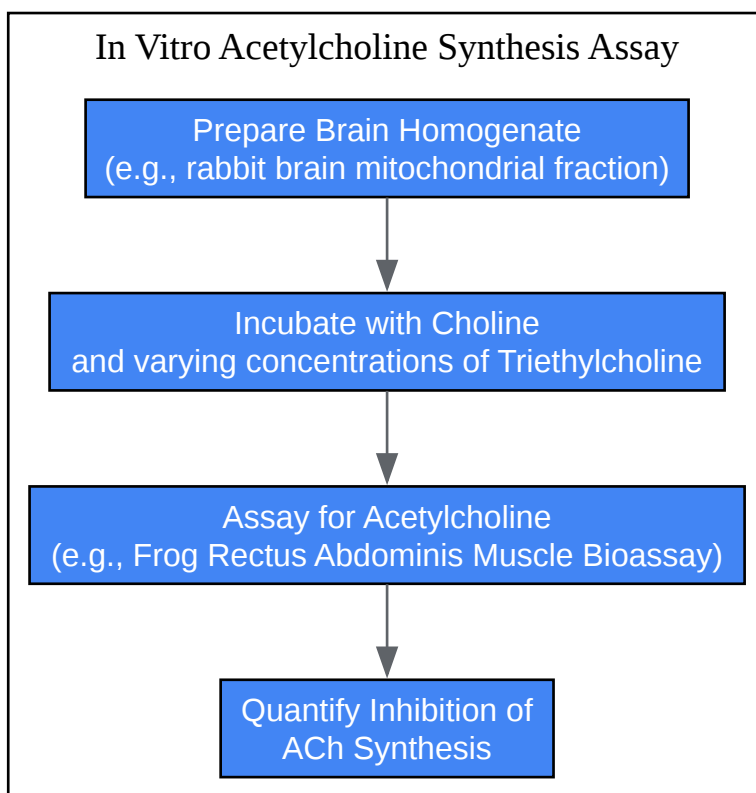 In Vitro Acetylcholine Synthesis Assay
Prepare Brain Homogenate
(e.g., rabbit brain mitochondrial fraction)
Incubate with Choline
and varying concentrations of Triethylcholine
Assay for Acetylcholine
(e.g., Frog Rectus Abdominis Muscle Bioassay)
Quantify Inhibition of
ACh Synthesis